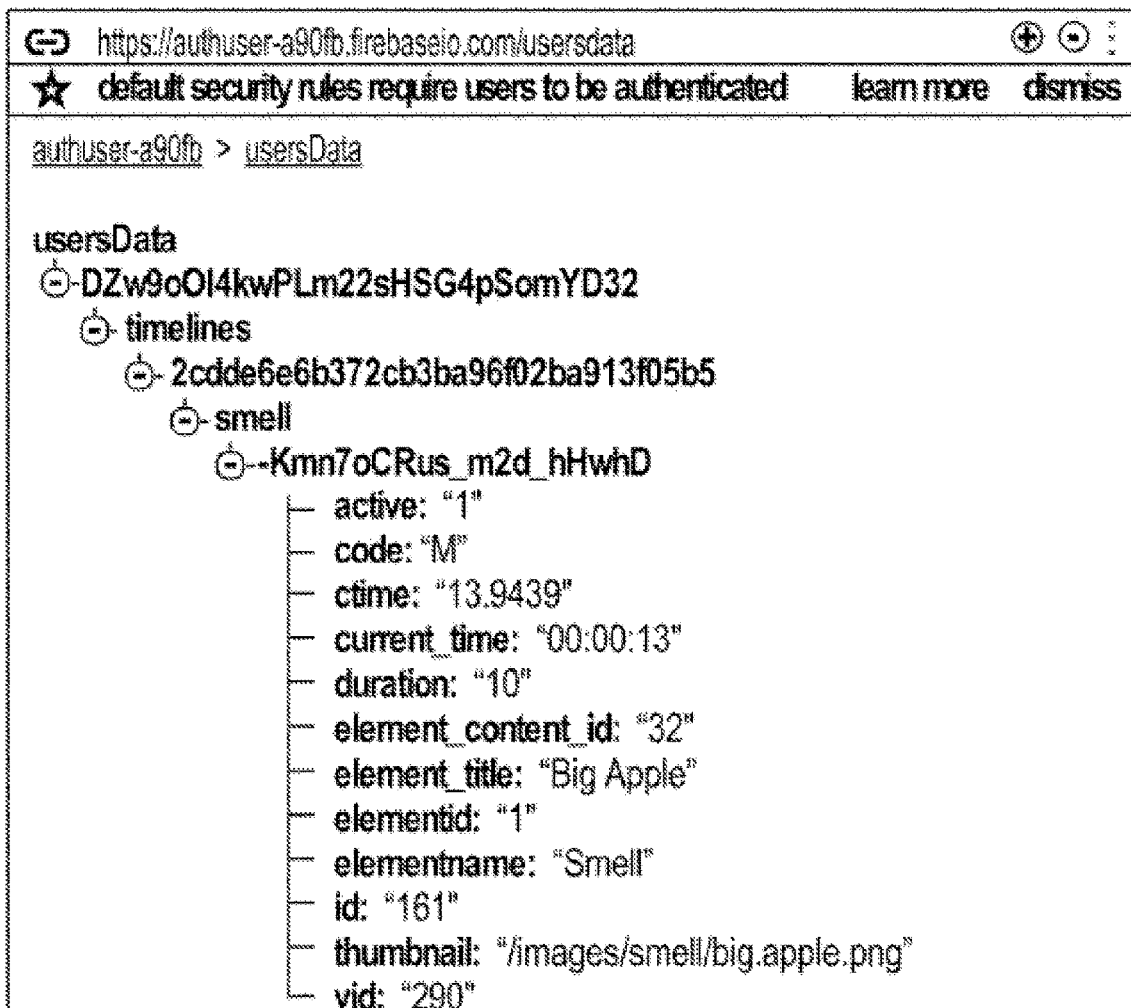 https://authuser-a90fb.firebaseio.com/usersdata
default security rules require users to be authenticated learn more dismiss
authuser-a90fb > usersData
usersData
DZw9oOl4kwPLm22sHSG4pSomYD32
timelines
2cdde6e6b372cb3ba96f02ba913f05b5
smell
-Kmn7oCRus_m2d_hHwhD
active: “1”
code: “M”
ctime: “13.9439”
current_time: “00:00:13”
duration: “10”
element_content_id: “32”
element_title: “Big Apple”
elementid: “1”
elementname: “Smell”
id: “161”
thumbnail: “/images/smell/big.apple.png”
vid: “290”